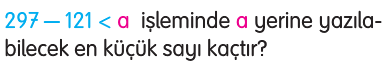 297 – 121 < a işleminde a yerine yazıla-
bilecek en küçük sayı kaçtır?